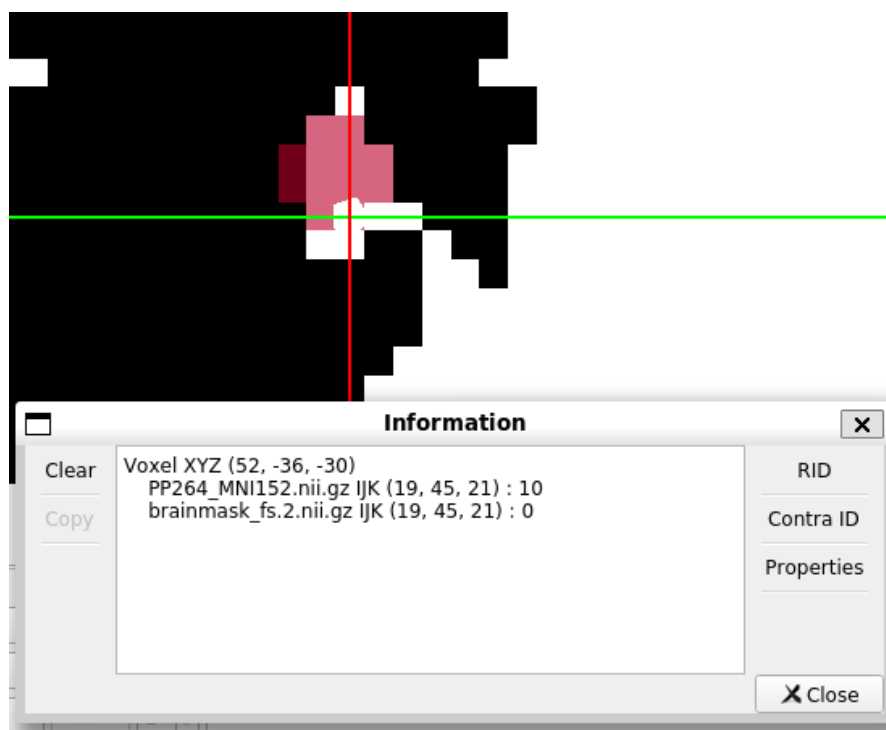 Information
Clear
Copy
Voxel XYZ (52, -36, -30)
PP264_MNI152.nii.gz IJK (19, 45, 21) : 10
brainmask_fs.2.nii.gz IJK (19, 45, 21) : 0
RID
Contra ID
Properties
Close